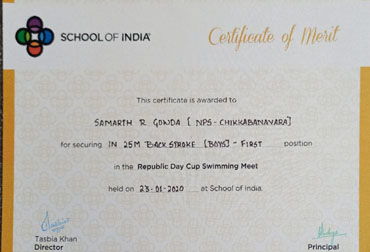 SCHOOL OF INDIA
Certificate of Merit
This certificate is awarded to
SAMARTH R GOWDA [NPS-CHIKKABANAVARA]
for securing IN 25M BACK STROKE [BOYS] - FIRST position
in the Republic Day Cup Swimming Meet
held on 23-01-2020 at School of India.
Tasbia Khan
Director
Principal